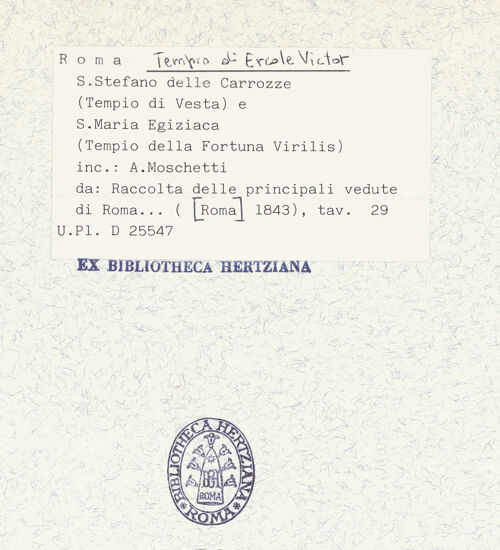 Roma Tempio di Ercole Victor
S.Stefano delle Carrozze
(Tempio di Vesta) e
S.Maria Egiziaca
(Tempio della Fortuna Virilis)
inc.: A.Moschetti
da: Raccolta delle principali vedute
di Roma... ( [Roma] 1843), tav. 29
U.Pl. D 25547
EX BIBLIOTHECA HERTZIANA
BIBLIOTHECA HERTZIANA
ROMA
*ROMA*